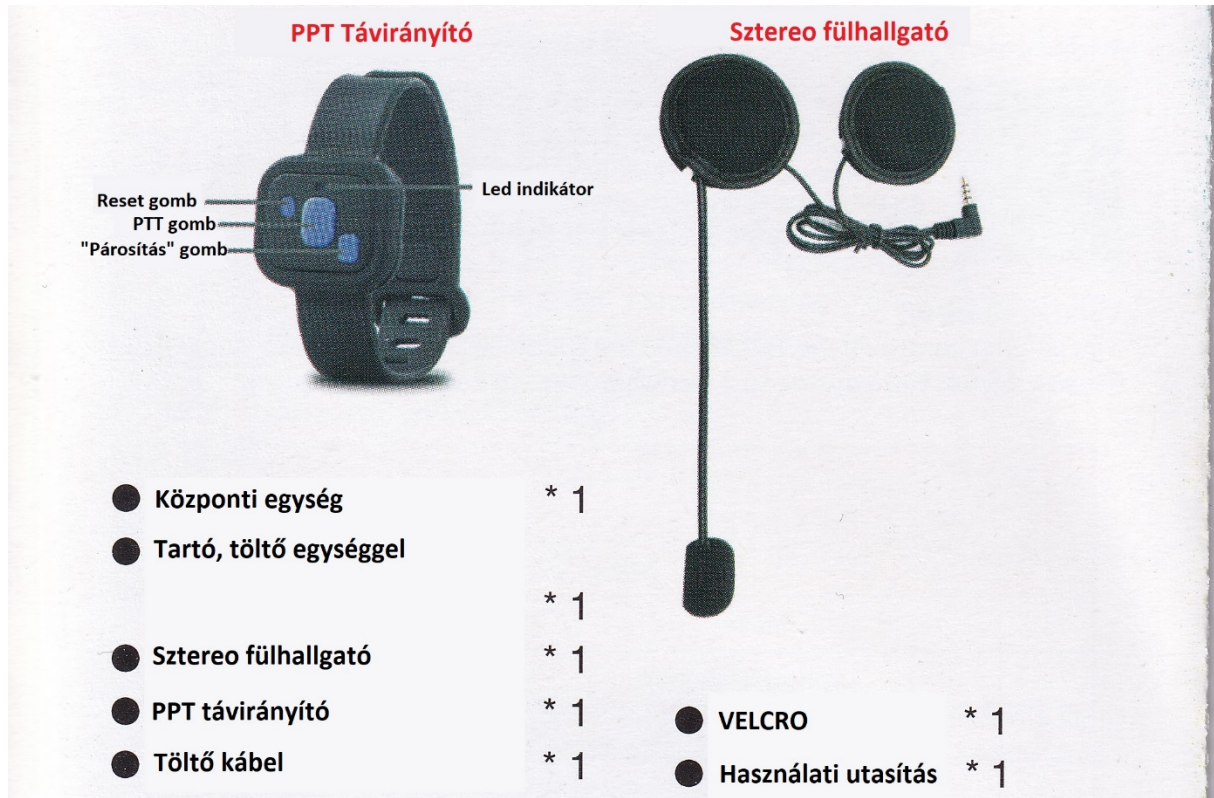 PPT Távirányító
Sztereo fülhallgató
Reset gomb
PTT gomb
"Párosítás" gomb
Led indikátor
● Központi egység * 1
● Tartó, töltő egységgel
* 1
● Sztereo fülhallgató * 1
● PPT távirányító * 1
● Töltő kábel * 1
● VELCRO * 1
● Használati utasítás * 1